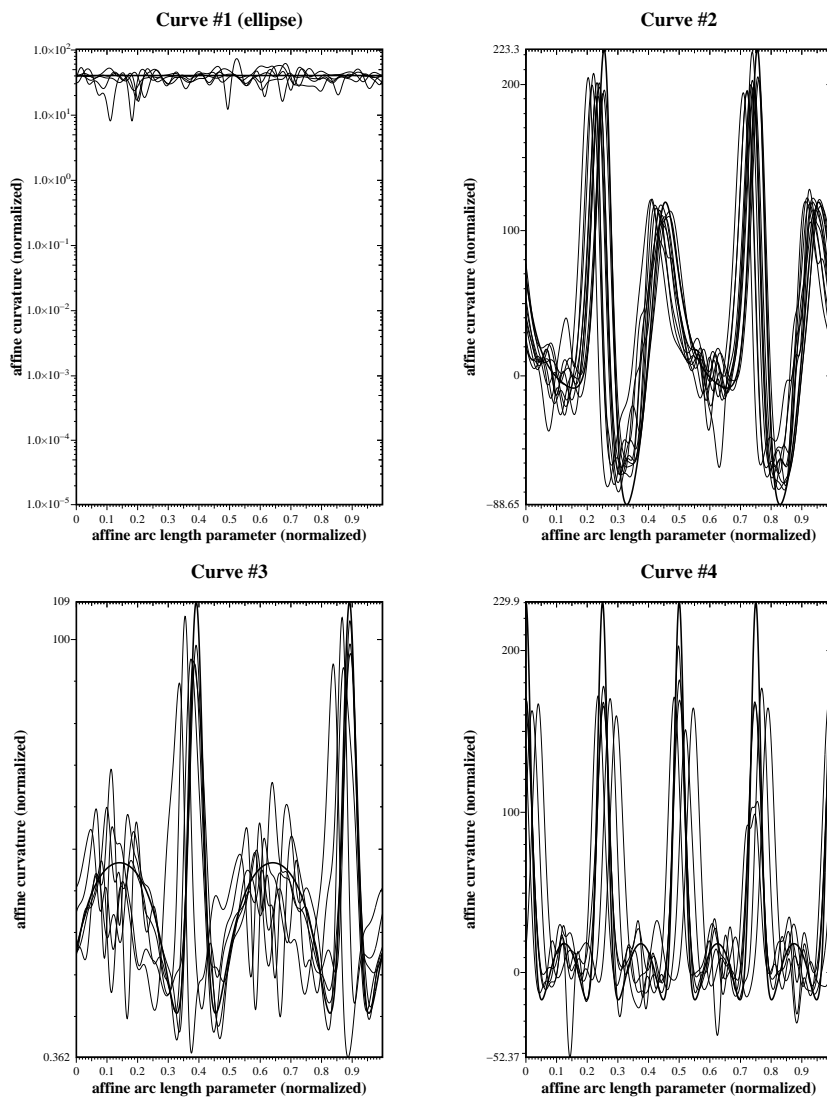 Curve #1 (ellipse)
1.0×10²
1.0×10¹
1.0×10⁰
1.0×10⁻¹
1.0×10⁻²
1.0×10⁻³
1.0×10⁻⁴
1.0×10⁻⁵
affine curvature (normalized)
0 0.1 0.2 0.3 0.4 0.5 0.6 0.7 0.8 0.9
affine arc length parameter (normalized)
Curve #2
223.3
200
100
0
−88.65
affine curvature (normalized)
0 0.1 0.2 0.3 0.4 0.5 0.6 0.7 0.8 0.9
affine arc length parameter (normalized)
Curve #3
109
100
0.362
affine curvature (normalized)
0 0.1 0.2 0.3 0.4 0.5 0.6 0.7 0.8 0.9
affine arc length parameter (normalized)
Curve #4
229.9
200
100
0
−52.37
affine curvature (normalized)
0 0.1 0.2 0.3 0.4 0.5 0.6 0.7 0.8 0.9
affine arc length parameter (normalized)